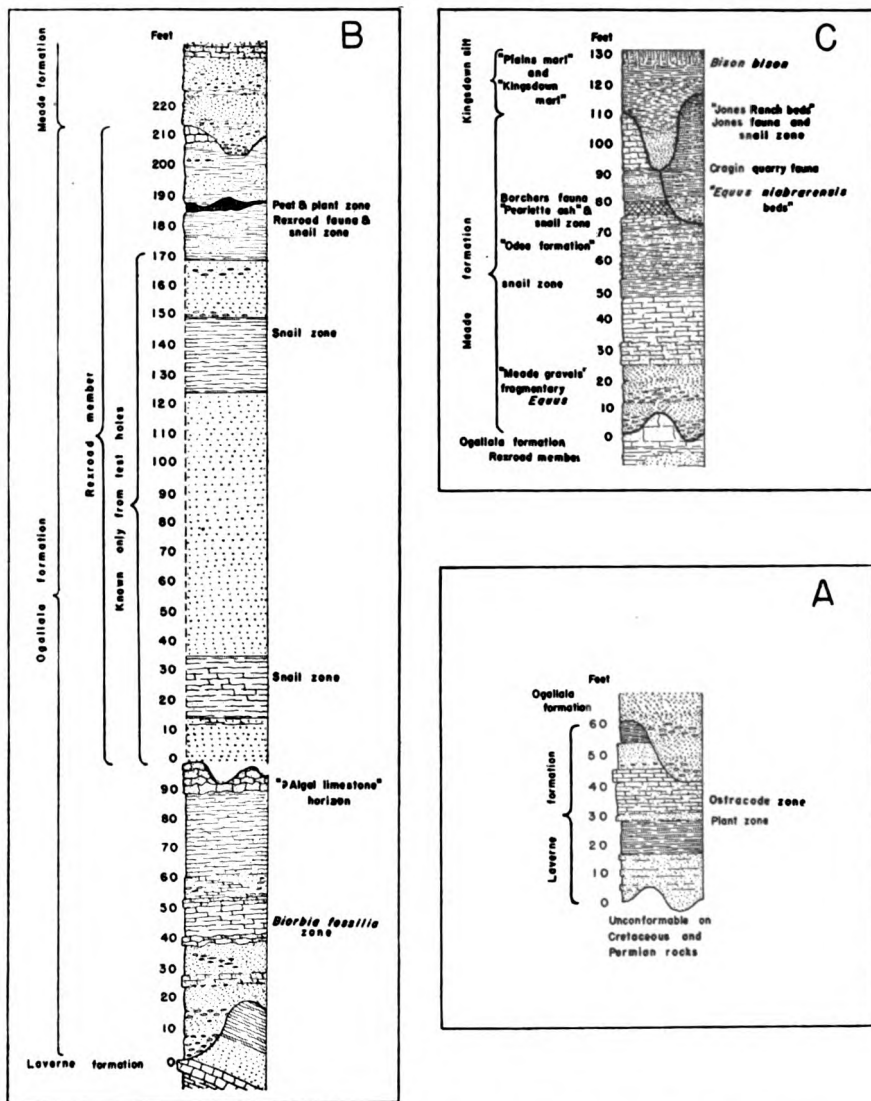 B
Feet
Meade formation
220
210
200
190
Peat & plant zone
Rexroad fauna &
snail zone
180
170
160
150
Snail zone
140
130
120
110
100
90
80
70
60
50
40
30
Snail zone
20
10
0
Ogallala formation
Rexroad member
Known only from test holes
"?Algal limestone"
horizon
90
80
70
60
50
Biorbia fossilia
zone
40
30
20
10
0
Laverne formation
C
Feet
Kingsdown silt
"Plains marl"
and
"Kingsdown
marl"
130
Bison bison
120
110
"Jones Ranch beds"
Jones fauna and
snail zone
100
90
Cragin quarry fauna
Borchers fauna
"Pearlette ash" &
snail zone
80
"Equus niobrarensis
beds"
70
"Odee formation"
60
snail zone
50
40
30
"Meade gravels"
fragmentary
Equus
20
10
0
Meade formation
Ogallala formation
Rexroad member
A
Feet
Ogallala
formation
60
50
40
Ostracode zone
30
Plant zone
20
10
0
Laverne formation
Unconformable on
Cretaceous and
Permian rocks